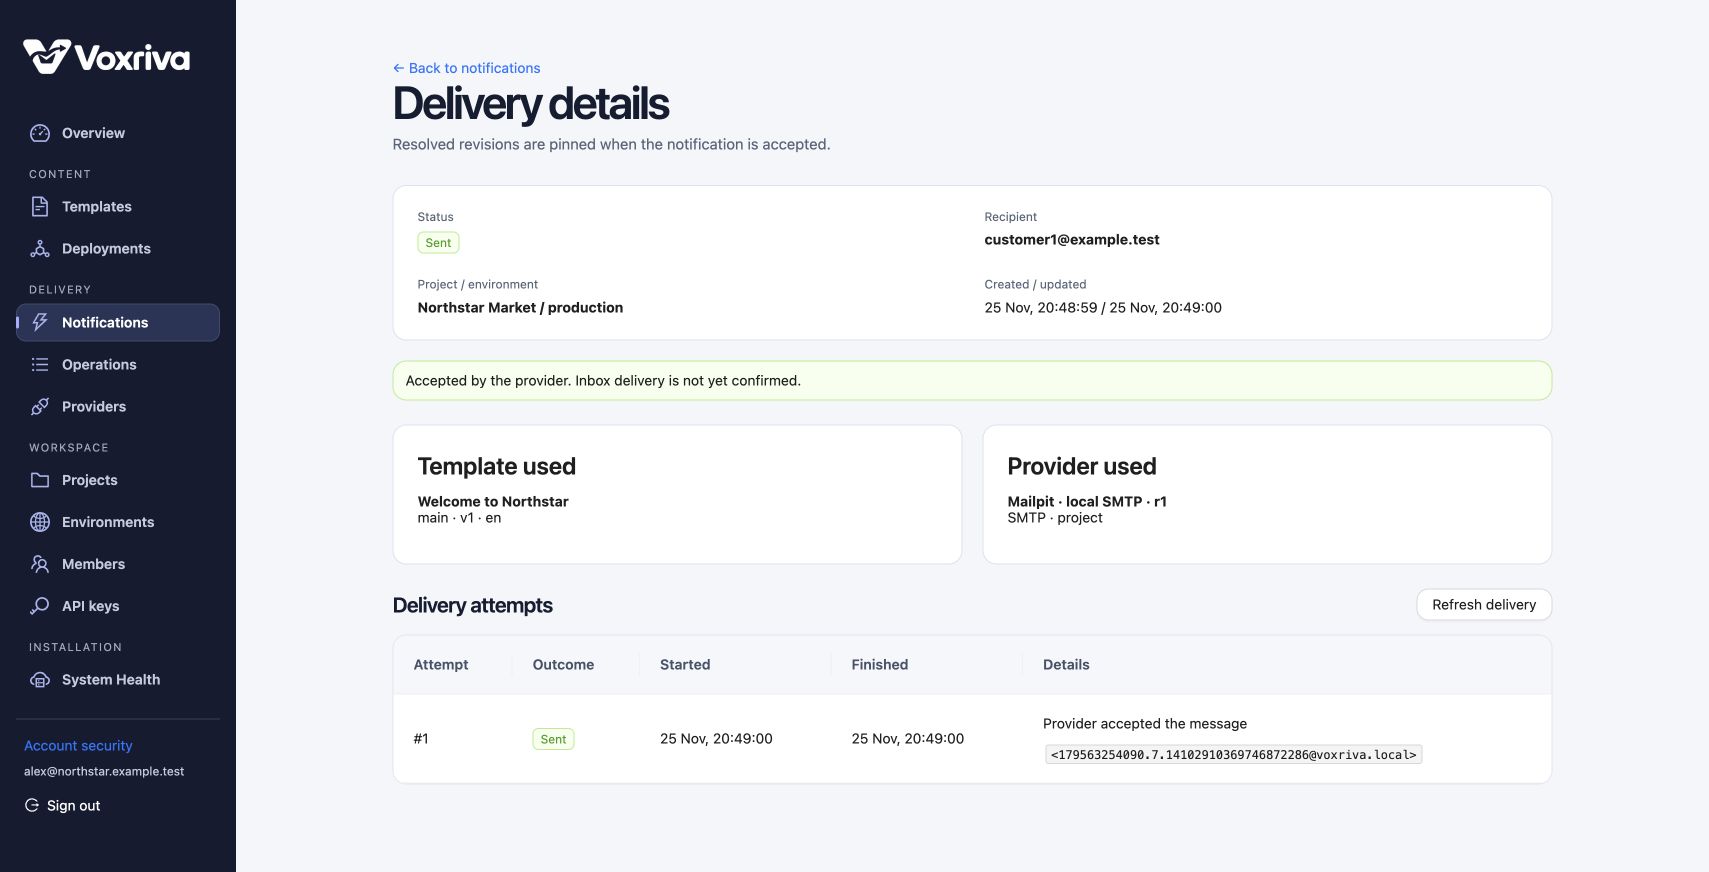 Voxriva
Overview
CONTENT
Templates
Deployments
DELIVERY
Notifications
Operations
Providers
WORKSPACE
Projects
Environments
Members
API keys
INSTALLATION
System Health
Account security
alex@northstar.example.test
Sign out
← Back to notifications
Delivery details
Resolved revisions are pinned when the notification is accepted.
Status
Sent
Recipient
customer1@example.test
Project / environment
Northstar Market / production
Created / updated
25 Nov, 20:48:59 / 25 Nov, 20:49:00
Accepted by the provider. Inbox delivery is not yet confirmed.
Template used
Welcome to Northstar
main · v1 · en
Provider used
Mailpit · local SMTP · r1
SMTP · project
Delivery attempts
Refresh delivery
Attempt Outcome Started Finished Details
#1 Sent 25 Nov, 20:49:00 25 Nov, 20:49:00 Provider accepted the message
<179563254090.7.14102910369746872286@voxriva.local>